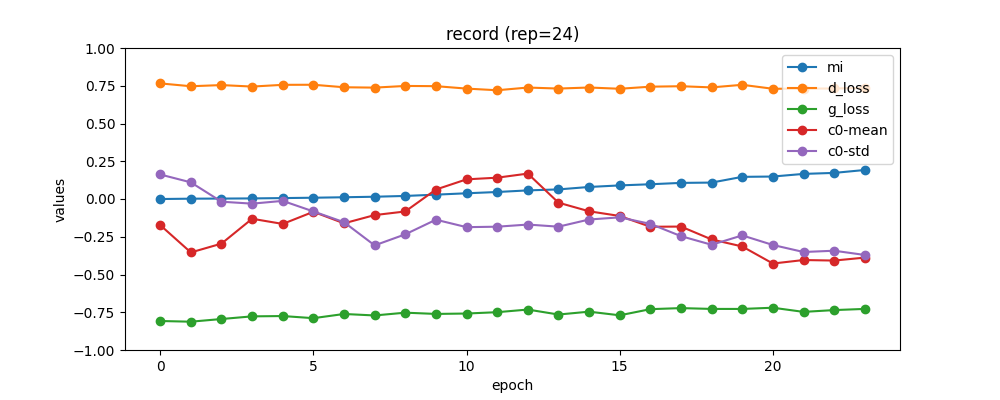 record (rep=24)
1.00
0.75
0.50
0.25
0.00
−0.25
−0.50
−0.75
−1.00
values
0
5
10
15
20
epoch
mi
d_loss
g_loss
c0-mean
c0-std